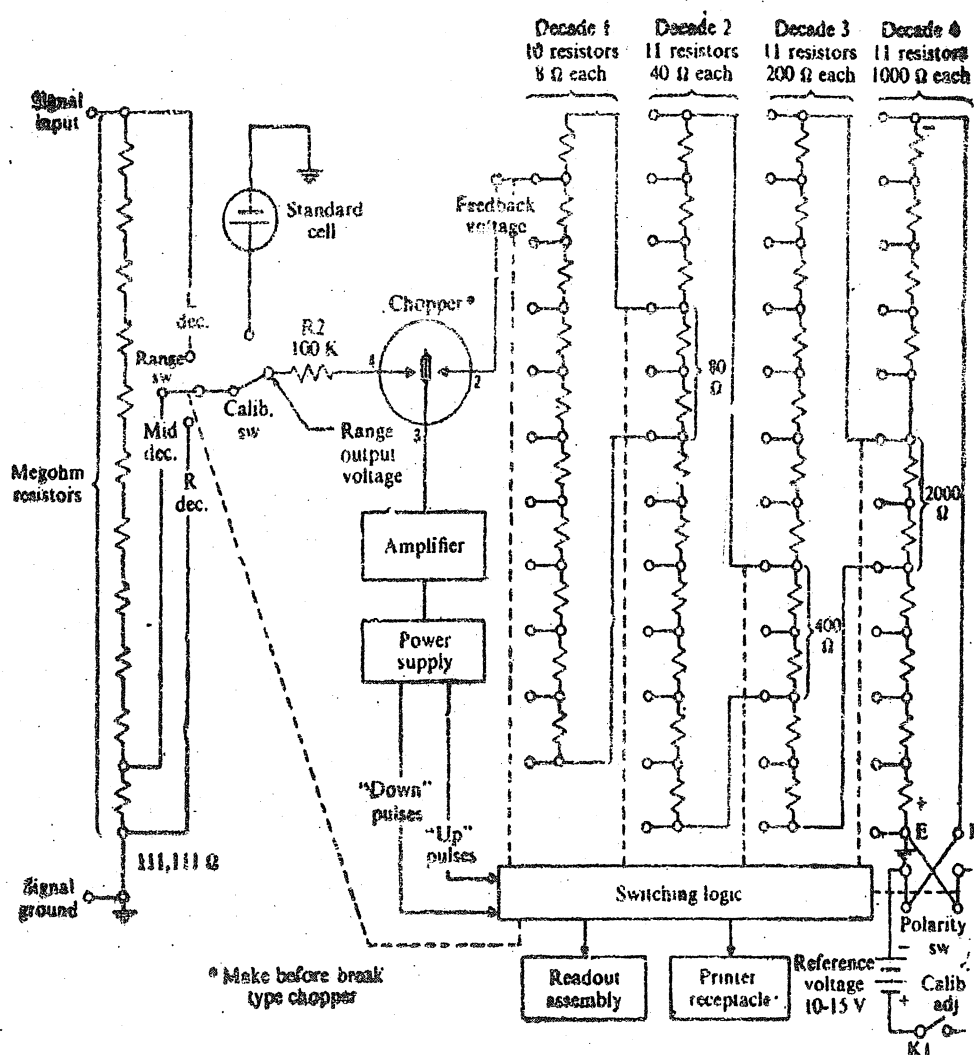 Decade 1
10 resistors
8 Ω each
Decade 2
11 resistors
40 Ω each
Decade 3
11 resistors
200 Ω each
Decade 4
11 resistors
1000 Ω each
Signal
input
Standard
cell
Feedback
voltage
Chopper*
dec.
R2
100 K
Range
sw
4
2
3
80
Ω
Calib.
sw
Mid
dec.
R
dec.
Range
output
voltage
Megohm
resistors
2000
Ω
Amplifier
Power
supply
400
Ω
"Down"
pulses
"Up"
pulses
+
E
111,111 Ω
Signal
ground
Switching logic
Polarity
sw
* Make before break
type chopper
Readout
assembly
Printer
receptacle
Reference
voltage
10-15 V
−
+
Calib
adj
K1